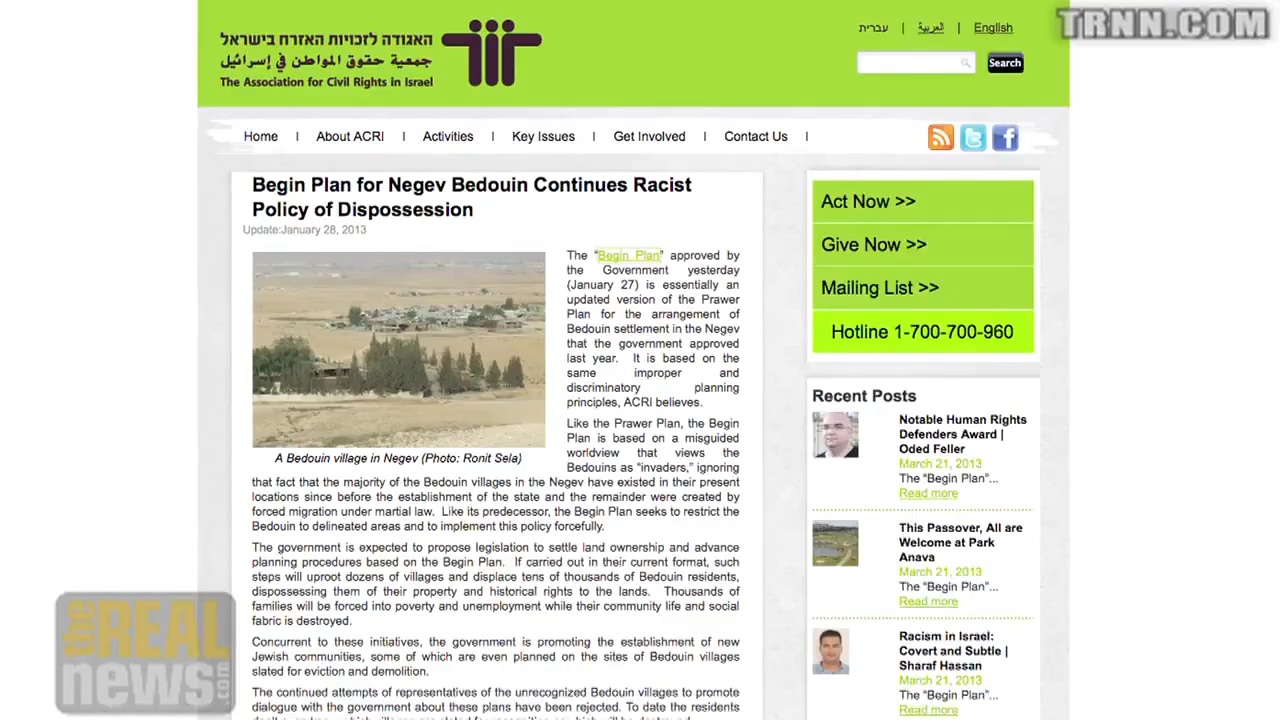 TRNN.COM
האגודה לזכויות האזרח בישראל
جمعية حقوق المواطن في إسرائيل
The Association for Civil Rights in Israel
עברית | العربية | English
Search
Home | About ACRI | Activities | Key Issues | Get Involved | Contact Us |
Begin Plan for Negev Bedouin Continues Racist
Policy of Dispossession
Update:January 28, 2013
The “Begin Plan” approved by
the Government yesterday
(January 27) is essentially an
updated version of the Prawer
Plan for the arrangement of
Bedouin settlement in the Negev
that the government approved
last year. It is based on the
same improper and
discriminatory planning
principles, ACRI believes.
Like the Prawer Plan, the Begin
Plan is based on a misguided
worldview that views the
Bedouins as “invaders,” ignoring
A Bedouin village in Negev (Photo: Ronit Sela)
that fact that the majority of the Bedouin villages in the Negev have existed in their present
locations since before the establishment of the state and the remainder were created by
forced migration under martial law. Like its predecessor, the Begin Plan seeks to restrict the
Bedouin to delineated areas and to implement this policy forcefully.
The government is expected to propose legislation to settle land ownership and advance
planning procedures based on the Begin Plan. If carried out in their current format, such
steps will uproot dozens of villages and displace tens of thousands of Bedouin residents,
dispossessing them of their property and historical rights to the lands. Thousands of
families will be forced into poverty and unemployment while their community life and social
fabric is destroyed.
Concurrent to these initiatives, the government is promoting the establishment of new
Jewish communities, some of which are even planned on the sites of Bedouin villages
slated for eviction and demolition.
The continued attempts of representatives of the unrecognized Bedouin villages to promote
dialogue with the government about these plans have been rejected. To date the residents
Act Now >>
Give Now >>
Mailing List >>
Hotline 1-700-700-960
Recent Posts
Notable Human Rights
Defenders Award |
Oded Feller
March 21, 2013
The “Begin Plan”...
Read more
This Passover, All are
Welcome at Park
Anava
March 21, 2013
The “Begin Plan”...
Read more
Racism in Israel:
Covert and Subtle |
Sharaf Hassan
March 21, 2013
The “Begin Plan”...
Read more
the REAL
news.com